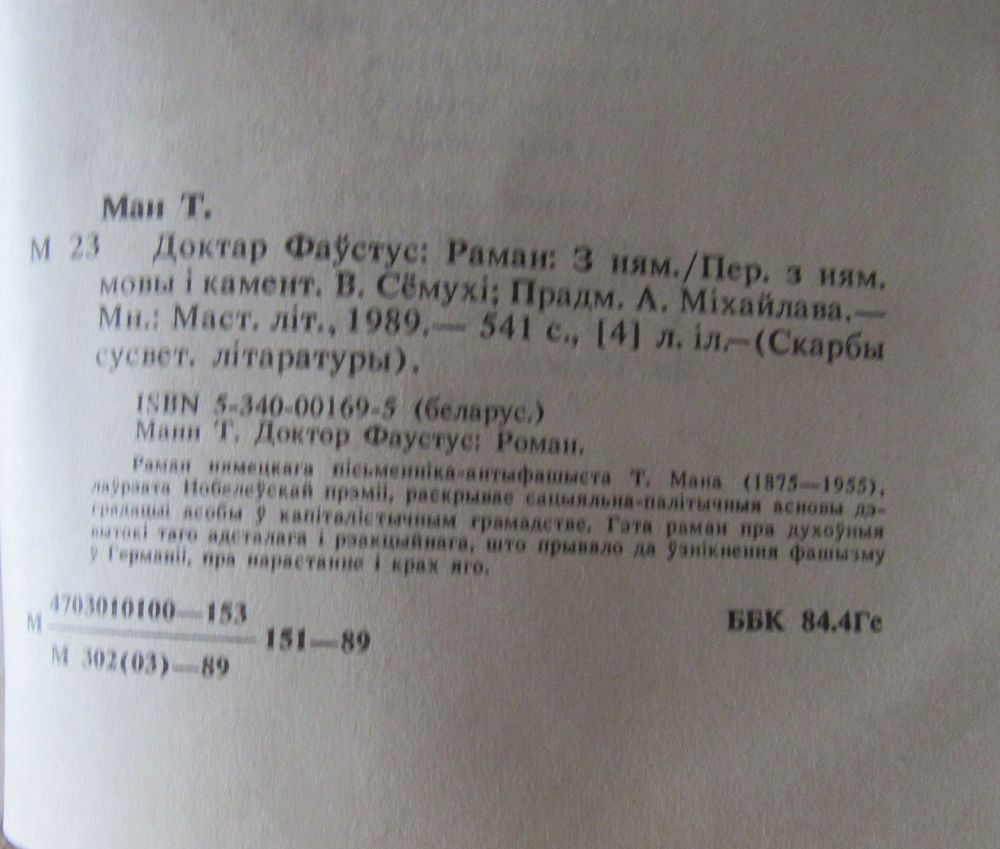 Ман Т.
М 23 Доктар Фаўстус: Раман: З ням./Пер. з ням.
мовы і камент. В. Сёмухі; Прадм. А. Міхайлава.—
Мн.: Маст. літ., 1989.— 541 с., [4] л. іл.—(Скарбы
сусвет. літаратуры).
ISBN 5-340-00169-5 (беларус.)
Манн Т. Доктор Фаустус: Роман.
Раман нямецкага пісьменніка-антыфашыста Т. Мана (1875—1955),
лаўрэата Нобелеўскай прэміі, раскрывае сацыяльна-палітычныя асновы дэ-
градацыі асобы ў капіталістычным грамадстве. Гэта раман пра духоўныя
вытокі таго адсталага і рэакцыйнага, што прывяло да ўзнікнення фашызму
ў Германіі, пра нарастанне і крах яго.
4703010100—153
М 151—89
М 302(03)—89
ББК 84.4Ге